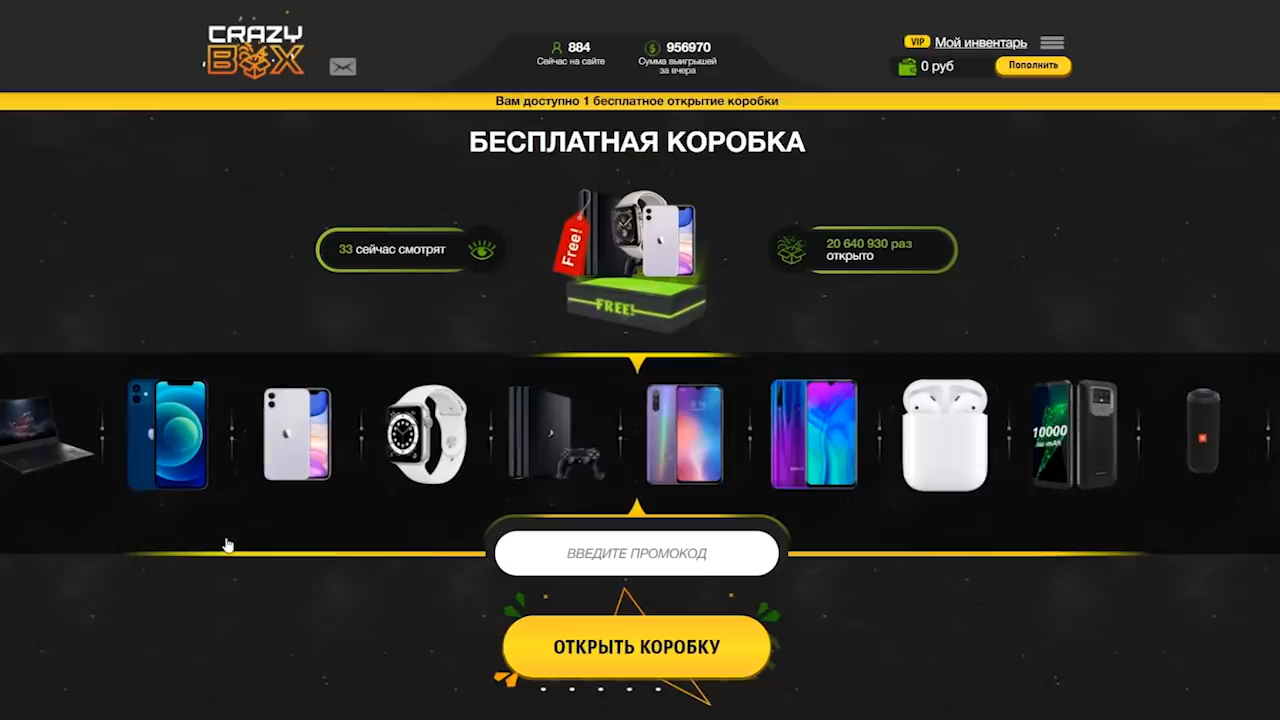 CRAZY
BOX
884
Сейчас на сайте
$ 956970
Сумма выигрышей
за вчера
VIP Мой инвентарь
0 руб
Пополнить
Вам доступно 1 бесплатное открытие коробки
БЕСПЛАТНАЯ КОРОБКА
33 сейчас смотрят
Free!
FREE!
20 640 930 раз
открыто
10000
ВВЕДИТЕ ПРОМОКОД
ОТКРЫТЬ КОРОБКУ